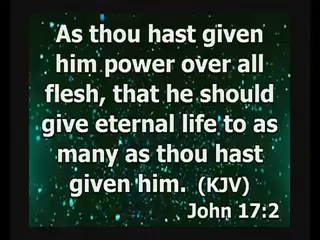 As thou hast given
him power over all
flesh, that he should
give eternal life to as
many as thou hast
given him. (KJV)
John 17:2